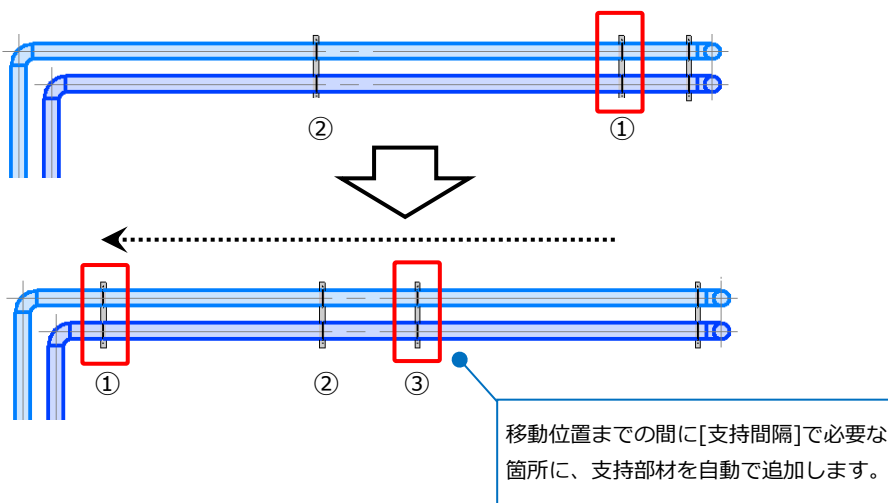 ② ①
① ② ③
移動位置までの間に[支持間隔]で必要な
箇所に、支持部材を自動で追加します。